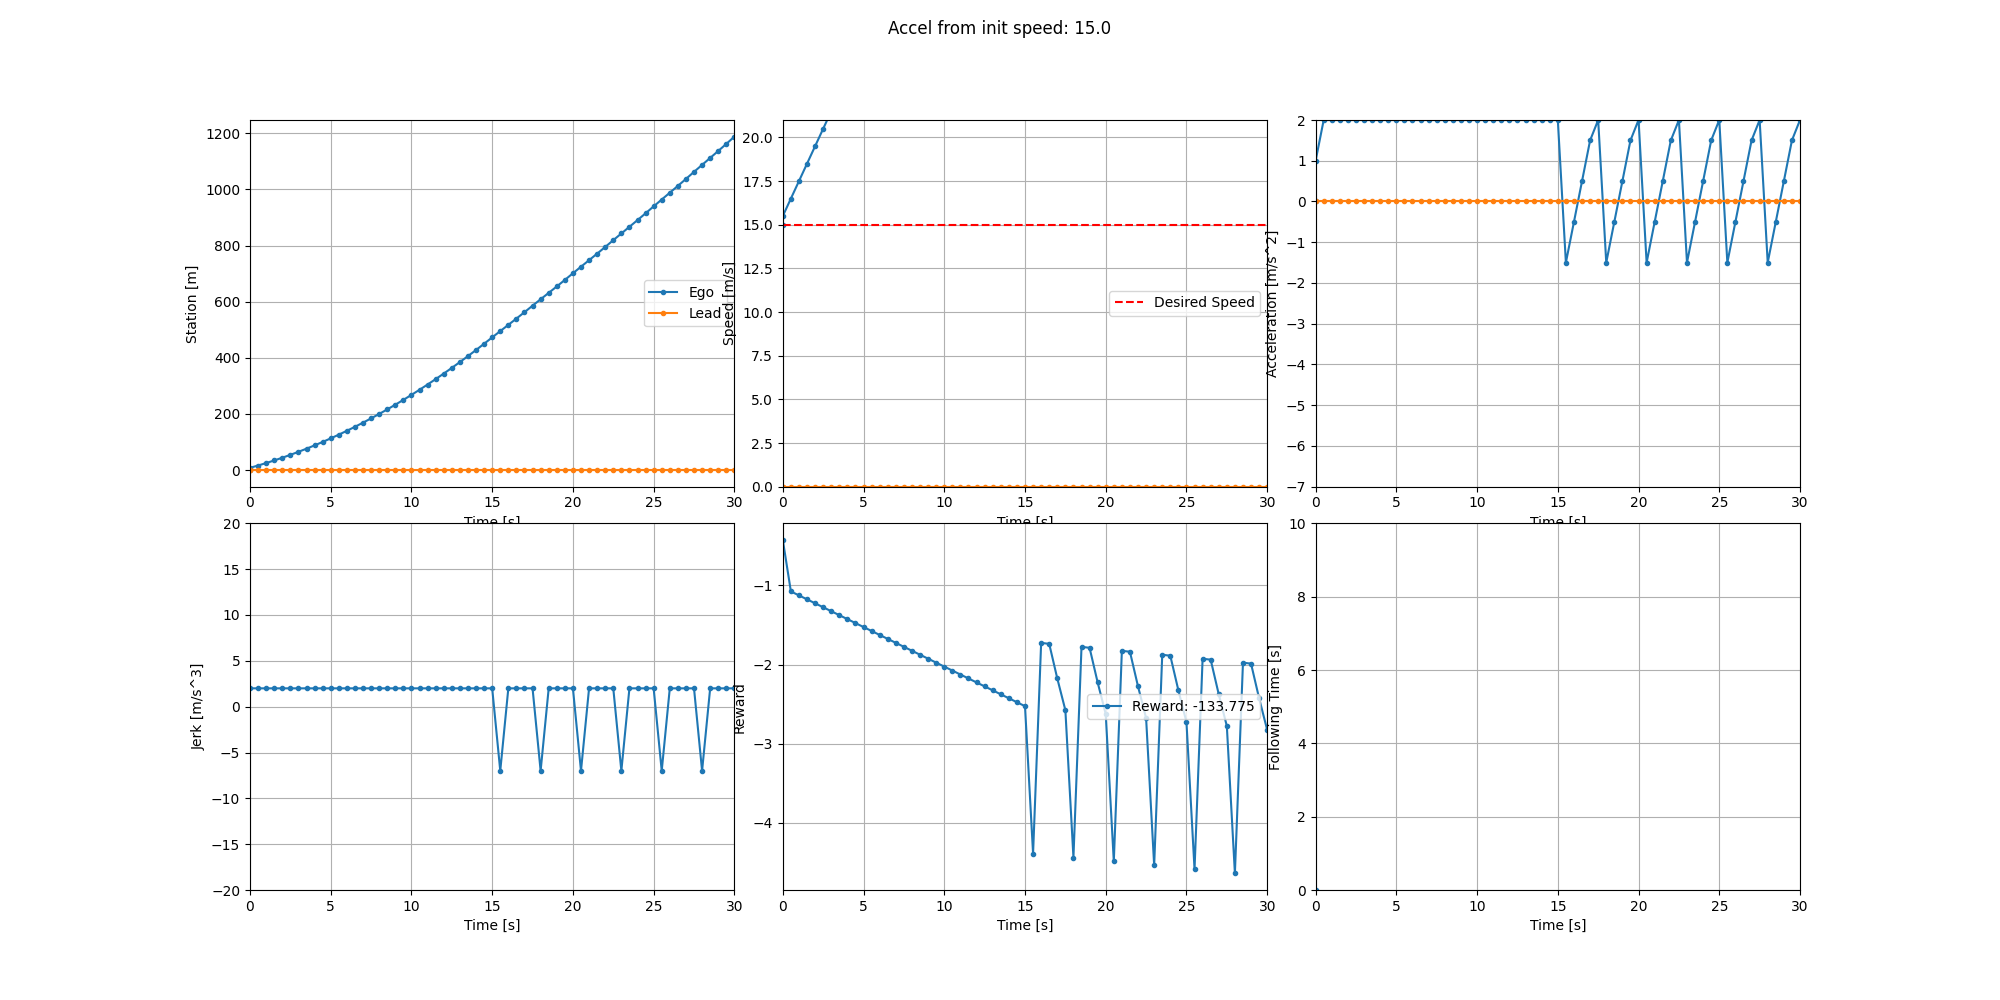 Accel from init speed: 15.0
Station [m]
1200
1000
800
600
400
200
0
0 5 10 15 20 25 30
Time [s]
Ego
Lead
Speed [m/s]
20.0
17.5
15.0
12.5
10.0
7.5
5.0
2.5
0.0
0 5 10 15 20 25 30
Time [s]
Desired Speed
Acceleration [m/s^2]
2
1
0
−1
−2
−3
−4
−5
−6
−7
0 5 10 15 20 25 30
Time [s]
Jerk [m/s^3]
20
15
10
5
0
−5
−10
−15
−20
0 5 10 15 20 25 30
Time [s]
Reward
−1
−2
−3
−4
0 5 10 15 20 25 30
Time [s]
Reward: -133.775
Following Time [s]
10
8
6
4
2
0
0 5 10 15 20 25 30
Time [s]